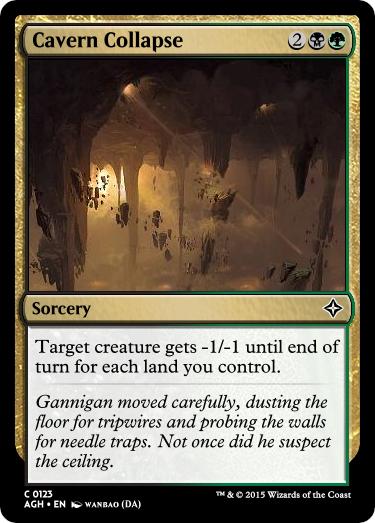 Cavern Collapse 2
Sorcery
Target creature gets -1/-1 until end of
turn for each land you control.
Gannigan moved carefully, dusting the
floor for tripwires and probing the walls
for needle traps. Not once did he suspect
the ceiling.
C 0123
AGH • EN WANBAO (DA)
™ & © 2015 Wizards of the Coast